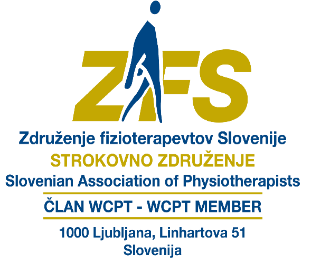 ZFS
Združenje fizioterapevtov Slovenije
STROKOVNO ZDRUŽENJE
Slovenian Association of Physiotherapists
ČLAN WCPT - WCPT MEMBER
1000 Ljubljana, Linhartova 51
Slovenija